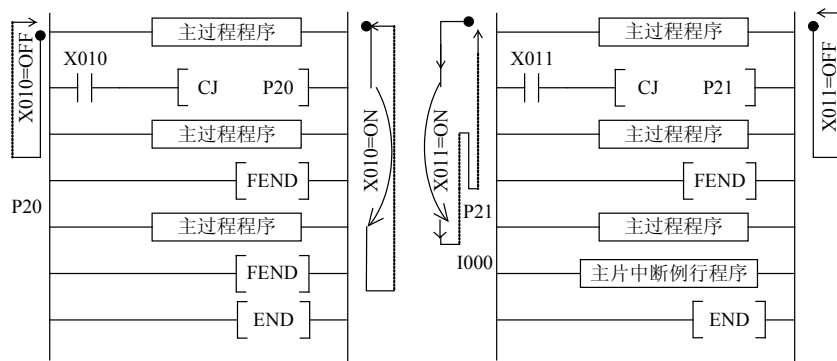 主过程程序
X010=OFF
X010
CJ P20
主过程程序
FEND
P20
主过程程序
FEND
END
X010=ON
X011=ON
主过程程序
X011
CJ P21
主过程程序
FEND
P21
主过程程序
I000
主片中断例行程序
END
X011=OFF